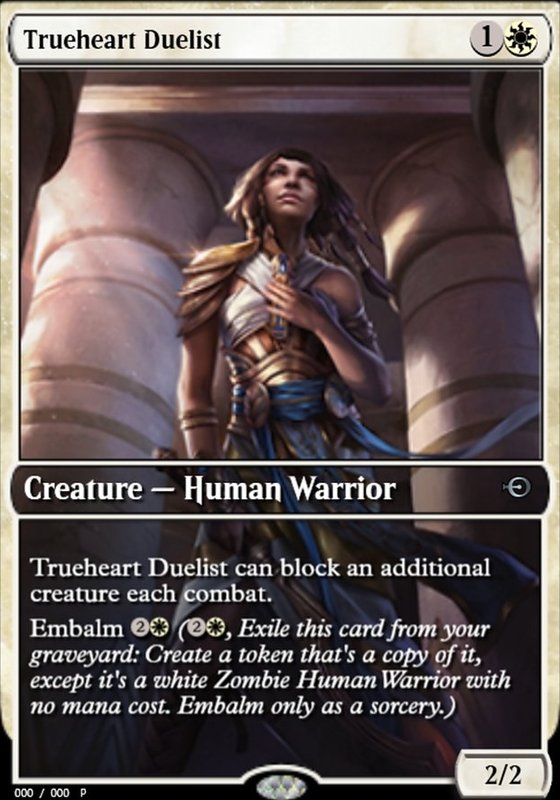 Trueheart Duelist 1
Creature — Human Warrior
Trueheart Duelist can block an additional
creature each combat.
Embalm 2 (2, Exile this card from your
graveyard: Create a token that's a copy of it,
except it's a white Zombie Human Warrior with
no mana cost. Embalm only as a sorcery.)
2/2
000 / 000 P